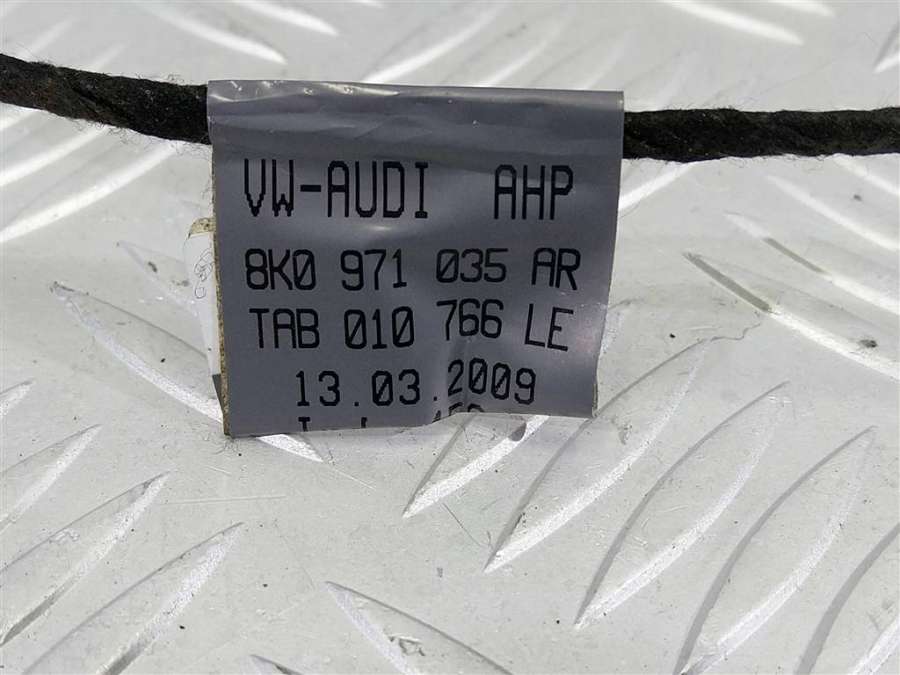 VW-AUDI AHP
8K0 971 035 AR
TAB 010 766 LE
13.03.2009